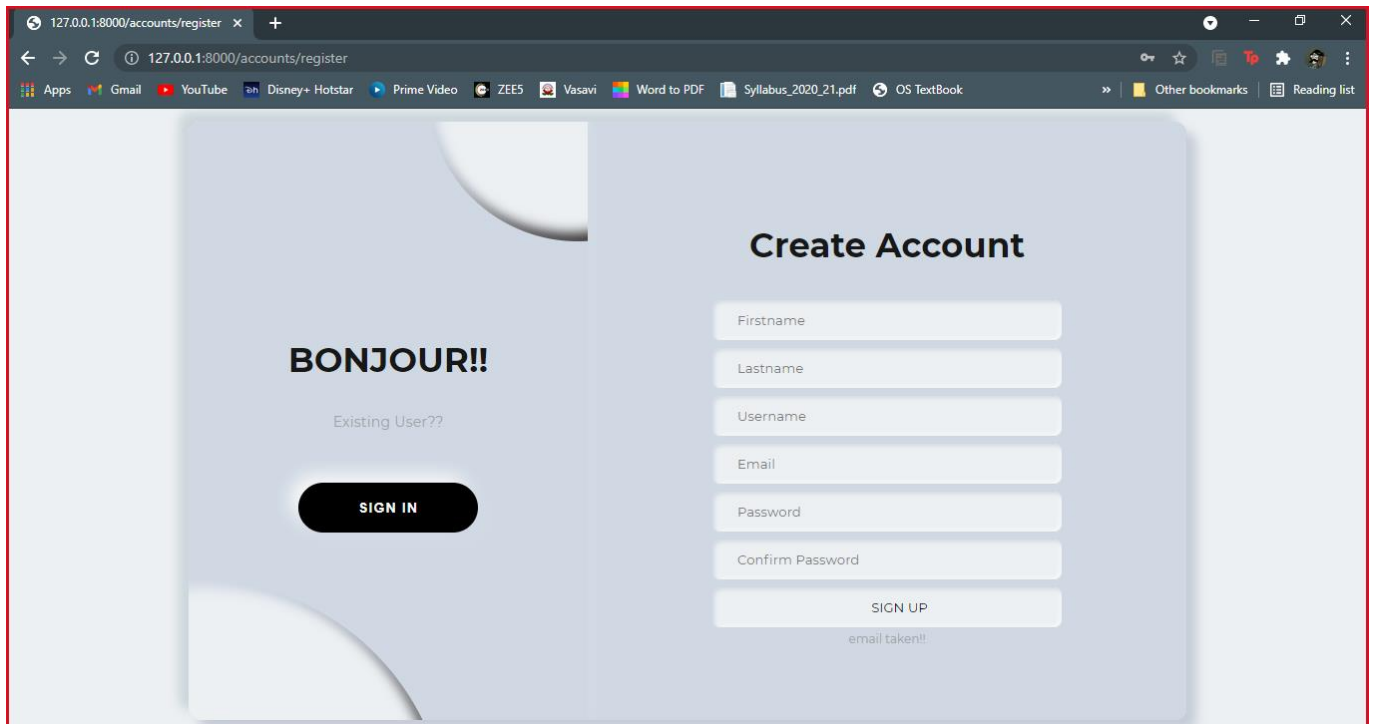 127.0.0.1:8000/accounts/register
127.0.0.1:8000/accounts/register
Tp
Apps Gmail YouTube Disney+ Hotstar Prime Video ZEE5 Vasavi Word to PDF Syllabus_2020_21.pdf OS TextBook » Other bookmarks Reading list
BONJOUR!!
Existing User??
SIGN IN
Create Account
Firstname
Lastname
Username
Email
Password
Confirm Password
SIGN UP
email taken!!